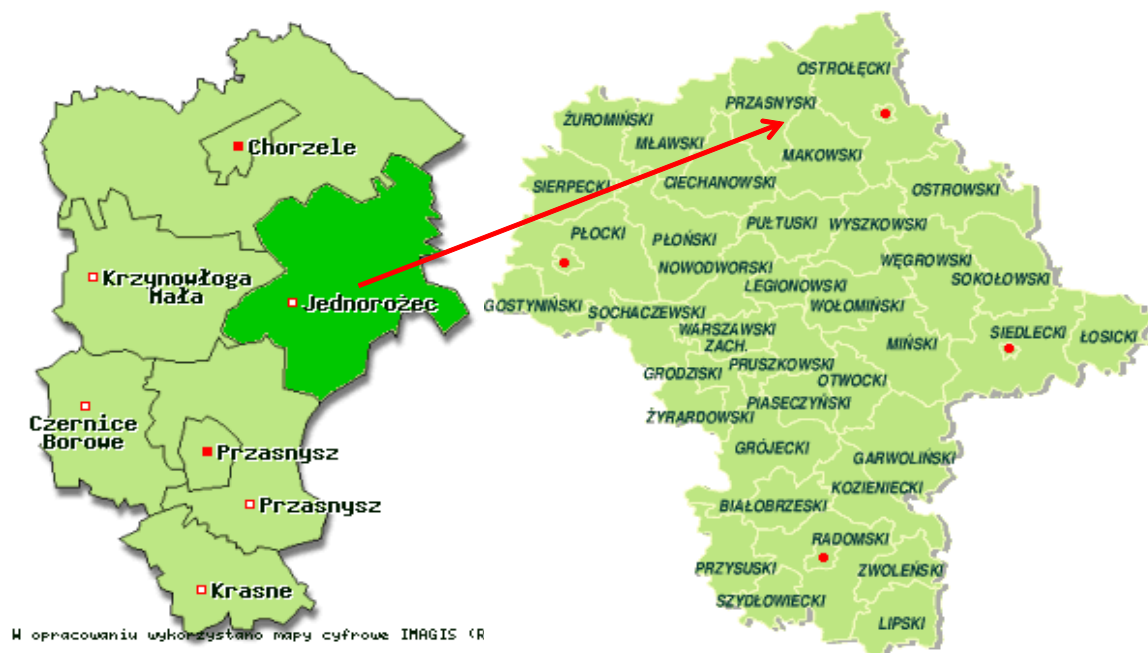 Chorzele
Krzynowłoga
Mała
Jednorożec
Czernice
Borowe
Przasnysz
Przasnysz
Krasne
W opracowaniu wykorzystano mapy cyfrowe IMAGIS (R
OSTROŁĘCKI
PRZASNYSKI
ŻUROMIŃSKI
MŁAWSKI
MAKOWSKI
SIERPECKI
CIECHANOWSKI
OSTROWSKI
PŁOCKI
PŁOŃSKI
PUŁTUSKI
WYSZKOWSKI
WĘGROWSKI
NOWODWORSKI
SOKOŁOWSKI
LEGIONOWSKI
GOSTYNIŃSKI
SOCHACZEWSKI
WOŁOMIŃSKI
WARSZAWSKI
ZACH.
MIŃSKI
SIEDLECKI
ŁOSICKI
GRODZISKI
PRUSZKOWSKI
OTWOCKI
ŻYRARDOWSKI
PIASECZYŃSKI
GRÓJECKI
GARWOLIŃSKI
KOZIENIECKI
BIAŁOBRZESKI
RADOMSKI
PRZYSUSKI
ZWOLEŃSKI
SZYDŁOWIECKI
LIPSKI